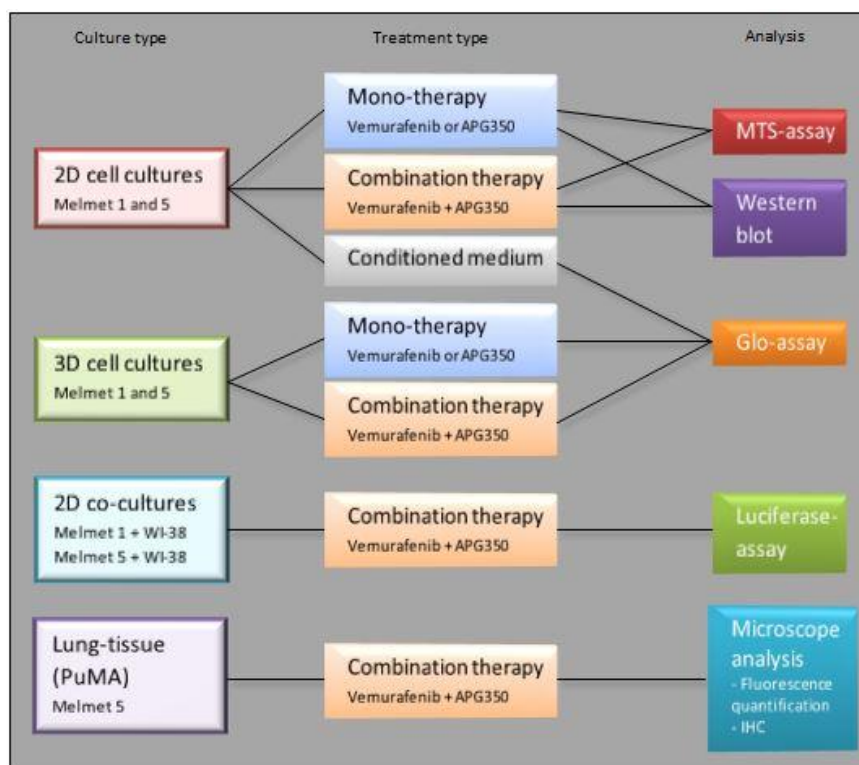 Culture type
Treatment type
Analysis
2D cell cultures
Melmet 1 and 5
Mono-therapy
Vemurafenib or APG350
Combination therapy
Vemurafenib + APG350
Conditioned medium
MTS-assay
Western
blot
3D cell cultures
Melmet 1 and 5
Mono-therapy
Vemurafenib or APG350
Combination therapy
Vemurafenib + APG350
Glo-assay
2D co-cultures
Melmet 1 + WI-38
Melmet 5 + WI-38
Combination therapy
Vemurafenib + APG350
Luciferase-
assay
Lung-tissue
(PuMA)
Melmet 5
Combination therapy
Vemurafenib + APG350
Microscope
analysis
- Fluorescence
quantification
- IHC